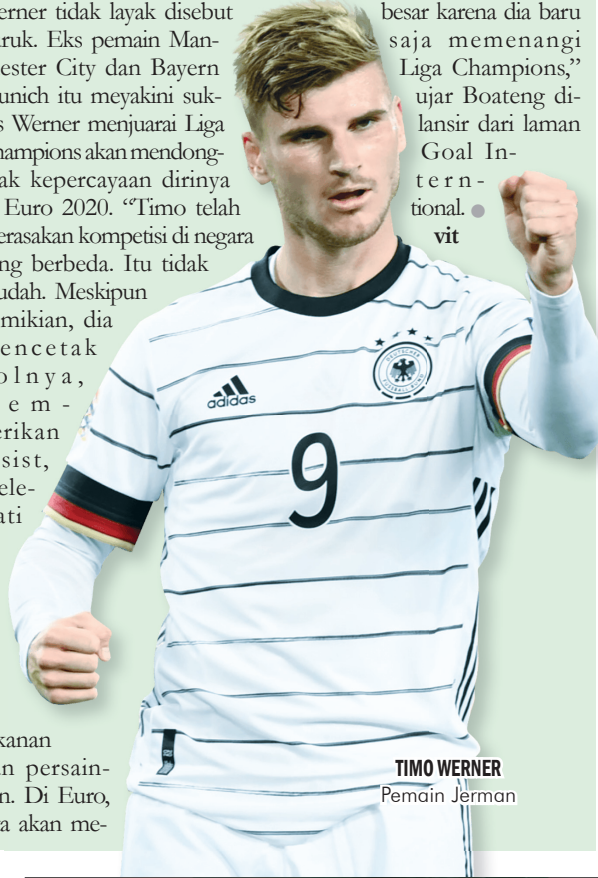 erner tidak layak disebut
ruk. Eks pemain Man-
ester City dan Bayern
unich itu meyakini suk-
s Werner menjuarai Liga
hampions akan mendong-
ak kepercayaan dirinya
Euro 2020. “Timo telah
erasakan kompetisi di negara
ng berbeda. Itu tidak
udah. Meskipun
mikian, dia
encetak
olnya,
em-
erikan
sist,
ele-
ati
kanan
n persain-
n. Di Euro,
a akan me-
besar karena dia baru
saja memenangi
Liga Champions,”
ujar Boateng di-
lansir dari laman
Goal In-
tern-
tional. ●
vit
DEUTSCHER
FUSSBALL-BUND
adidas
9
TIMO WERNER
Pemain Jerman